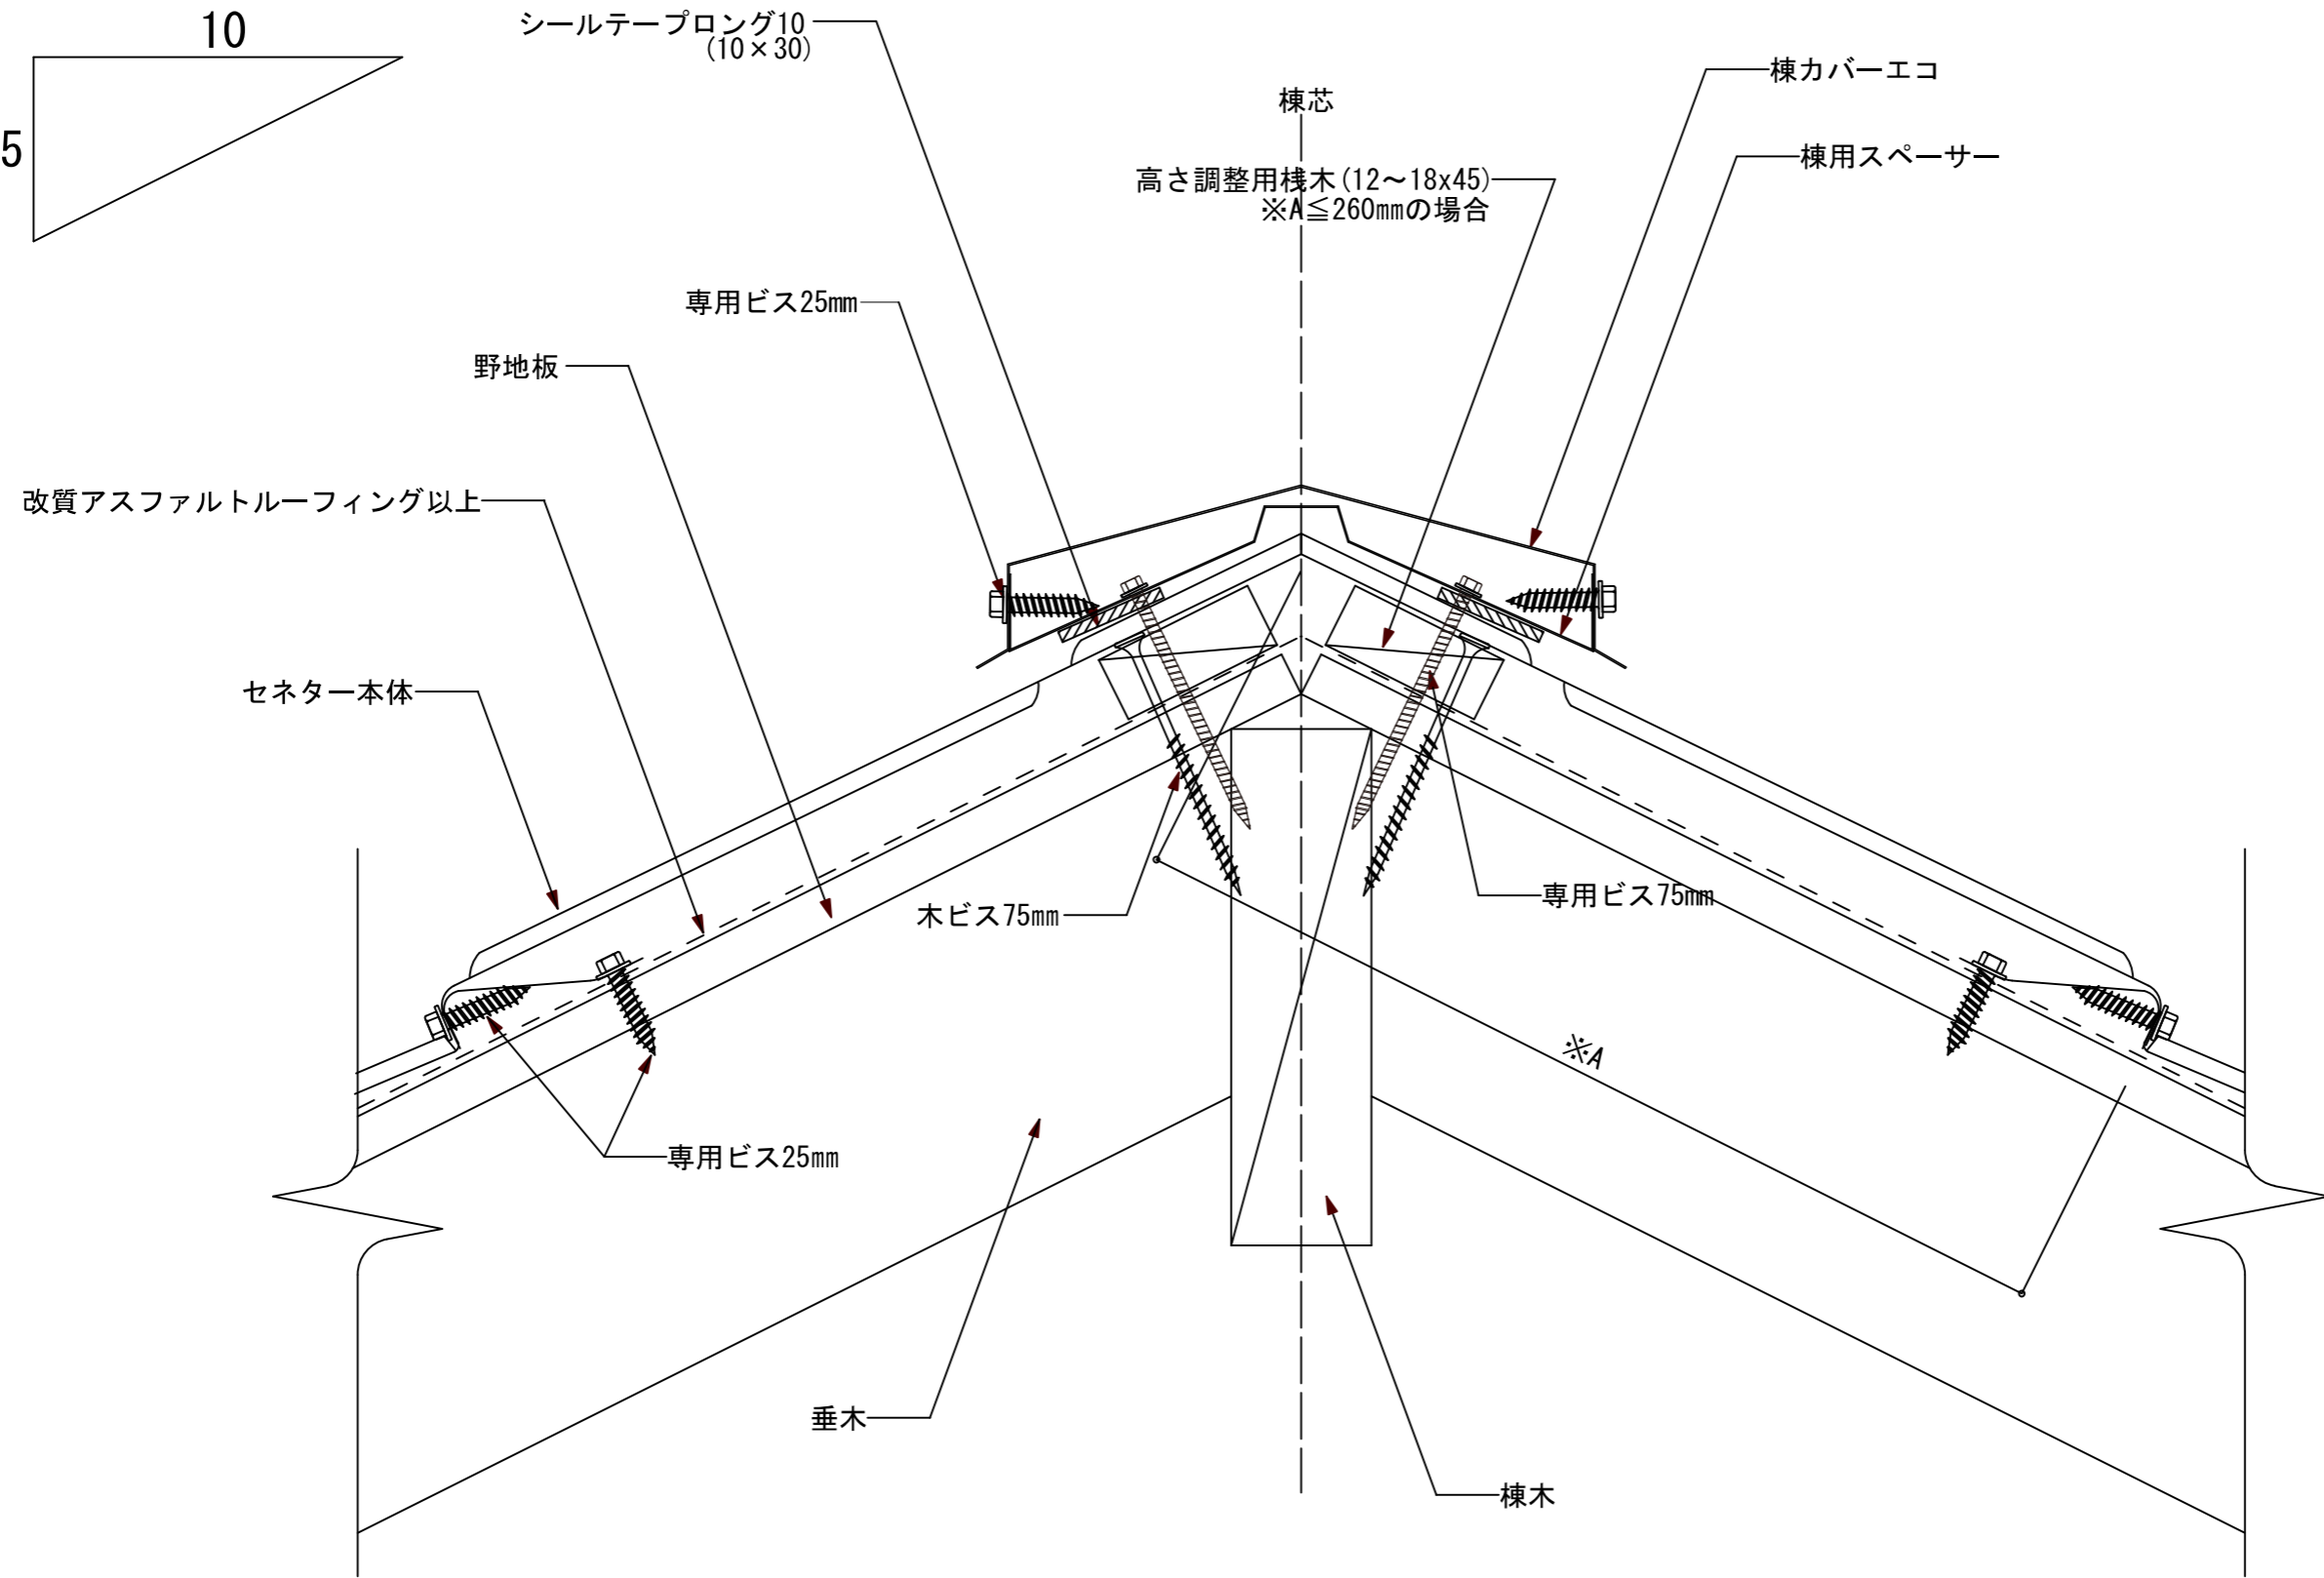 10
5
シールテープロング10
(10×30)
棟カバーエコ
棟芯
棟用スペーサー
高さ調整用桟木(12～18x45)
※A≦260mmの場合
専用ビス25mm
野地板
改質アスファルトルーフィング以上
セネター本体
木ビス75mm
専用ビス75mm
※A
専用ビス25mm
垂木
棟木